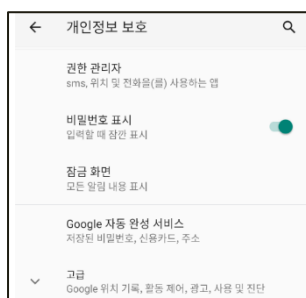 개인정보 보호
권한 관리자
sms, 위치 및 전화을(를) 사용하는 앱
비밀번호 표시
입력할 때 잠깐 표시
잠금 화면
모든 알림 내용 표시
Google 자동 완성 서비스
저장된 비밀번호, 신용카드, 주소
고급
Google 위치 기록, 활동 제어, 광고, 사용 및 진단